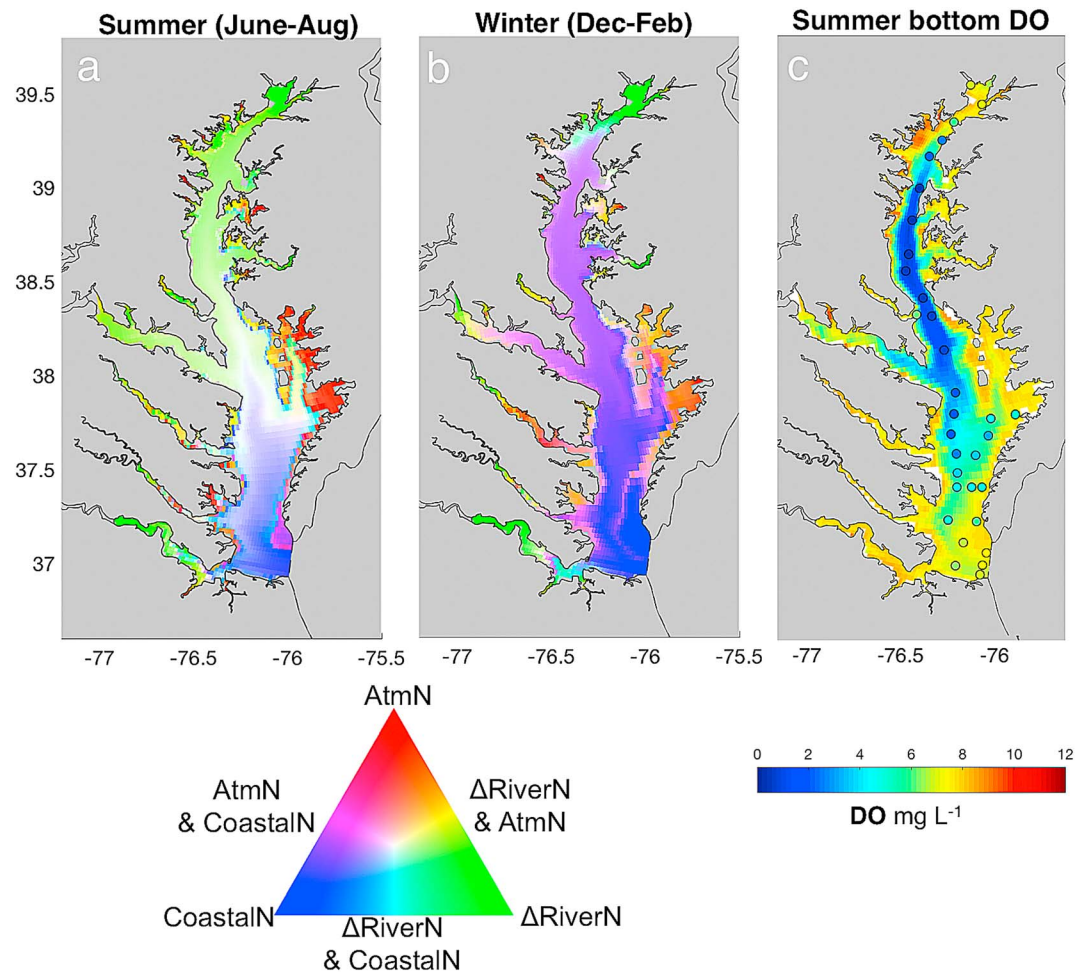 Summer (June-Aug)
Winter (Dec-Feb)
Summer bottom DO
a
b
c
39.5
39
38.5
38
37.5
37
-77
-76.5
-76
-75.5
-77
-76.5
-76
-75.5
-77
-76.5
-76
AtmN
AtmN
& CoastalN
ΔRiverN
& AtmN
CoastalN
ΔRiverN
& CoastalN
ΔRiverN
0 2 4 6 8 10 12
DO mg L⁻¹